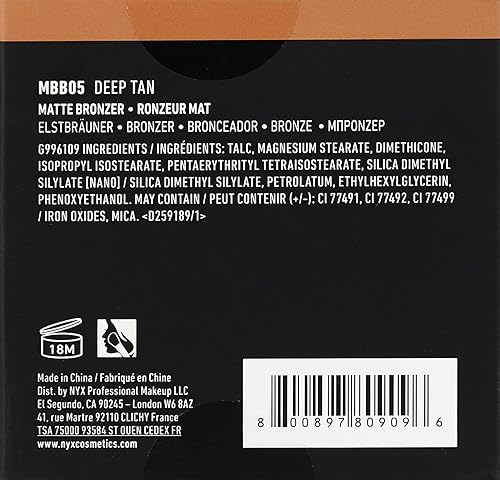 MBB05 DEEP TAN
MATTE BRONZER • RONZEUR MAT
ELSTBRÄUNER • BRONZER • BRONCEADOR • BRONZE • МПРОNZЕР
G996109 INGREDIENTS / INGRÉDIENTS: TALC, MAGNESIUM STEARATE, DIMETHICONE,
ISOPROPYL ISOSTEARATE, PENTAERYTHRITYL TETRAISOSTEARATE, SILICA DIMETHYL
SILYLATE [NANO] / SILICA DIMETHYL SILYLATE, PETROLATUM, ETHYLHEXYLGLYCERIN,
PHENOXYETHANOL. MAY CONTAIN / PEUT CONTENIR (+/-): CI 77491, CI 77492, CI 77499
/ IRON OXIDES, MICA. <D259189/1>
18M
Made in China / Fabriqué en Chine
Dist. by NYX Professional Makeup LLC
El Segundo, CA 90245 – London W6 8AZ
41, rue Martre 92110 CLICHY France
TSA 75000 93584 ST OUEN CEDEX FR
www.nyxcosmetics.com
8 00897 80909 6